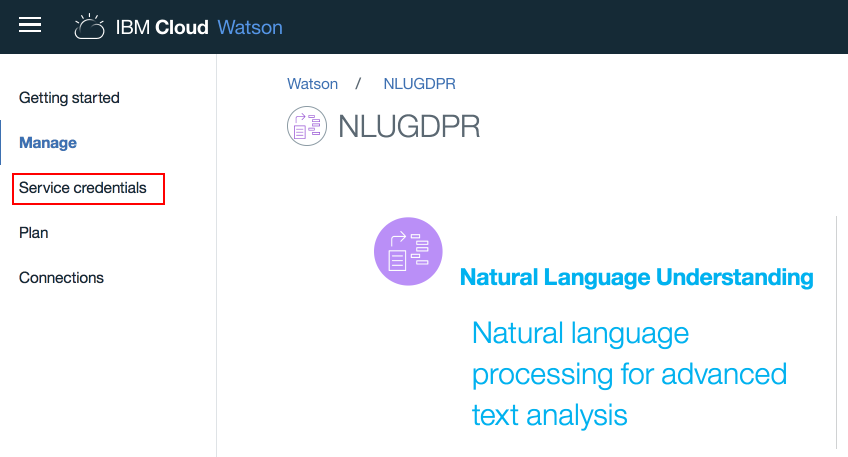 IBM Cloud Watson
Getting started
Manage
Service credentials
Plan
Connections
Watson / NLUGDPR
NLUGDPR
Natural Language Understanding
Natural language
processing for advanced
text analysis